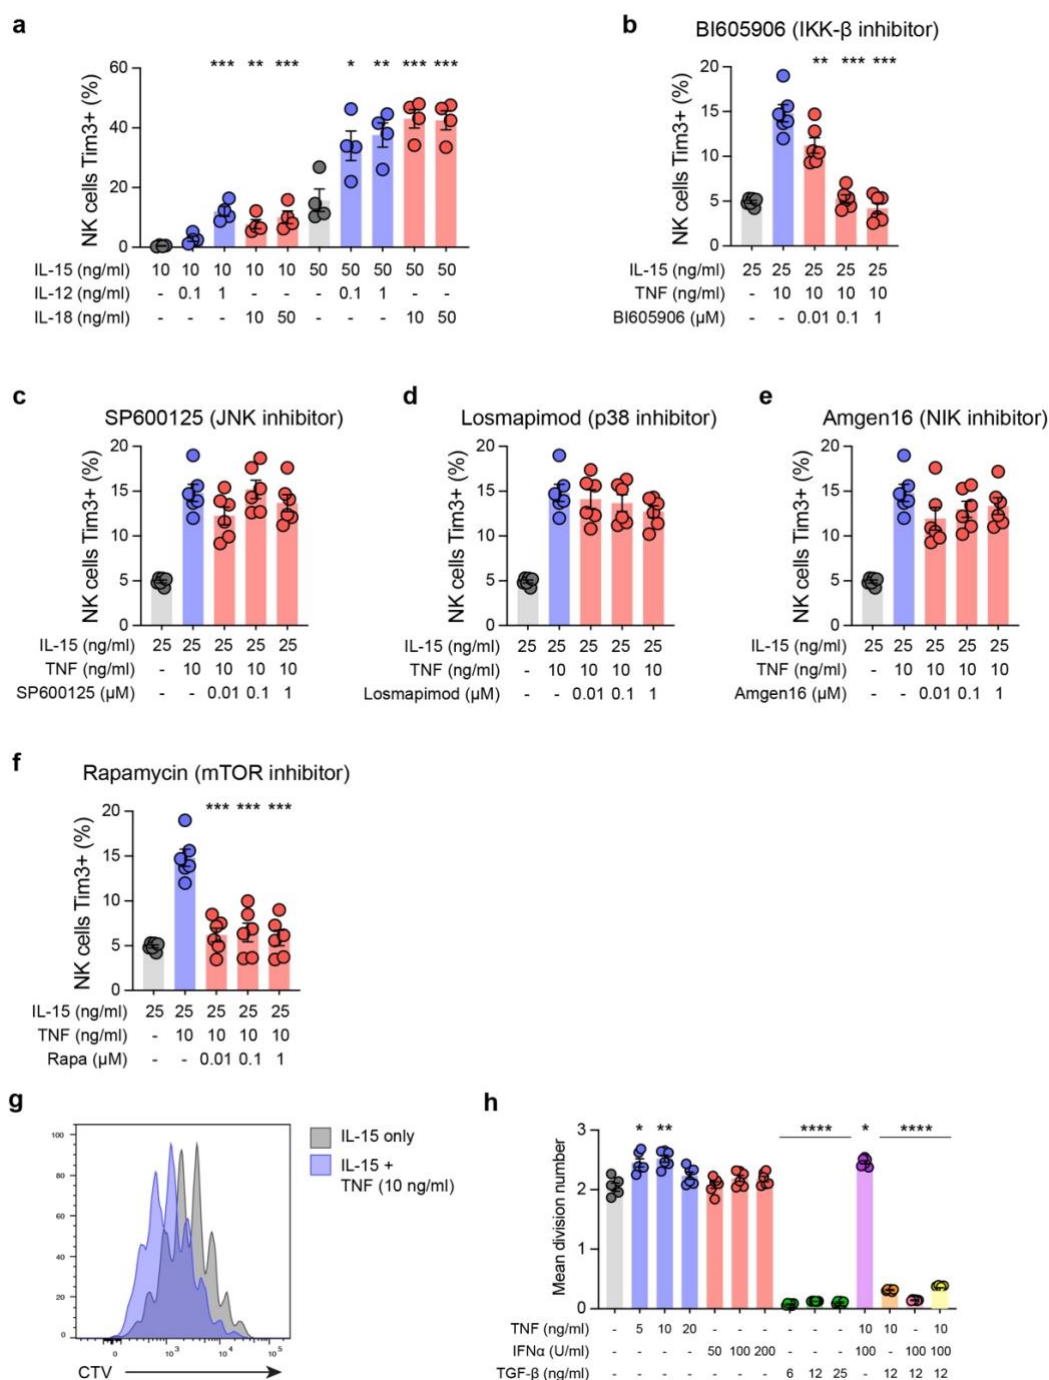 a
NK cells Tim3+ (%)
60
40
20
0
*** ** *** * ** *** ***
IL-15 (ng/ml) 10 10 10 10 10 50 50 50 50 50
IL-12 (ng/ml) - 0.1 1 - - - 0.1 1 - -
IL-18 (ng/ml) - - - 10 50 - - - 10 50
b
BI605906 (IKK-β inhibitor)
NK cells Tim3+ (%)
20
15
10
5
0
** *** ***
IL-15 (ng/ml) 25 25 25 25 25
TNF (ng/ml) - 10 10 10 10
BI605906 (µM) - - 0.01 0.1 1
c
SP600125 (JNK inhibitor)
NK cells Tim3+ (%)
20
15
10
5
0
IL-15 (ng/ml) 25 25 25 25 25
TNF (ng/ml) - 10 10 10 10
SP600125 (µM) - - 0.01 0.1 1
d
Losmapimod (p38 inhibitor)
NK cells Tim3+ (%)
20
15
10
5
0
IL-15 (ng/ml) 25 25 25 25 25
TNF (ng/ml) - 10 10 10 10
Losmapimod (µM) - - 0.01 0.1 1
e
Amgen16 (NIK inhibitor)
NK cells Tim3+ (%)
20
15
10
5
0
IL-15 (ng/ml) 25 25 25 25 25
TNF (ng/ml) - 10 10 10 10
Amgen16 (µM) - - 0.01 0.1 1
f
Rapamycin (mTOR inhibitor)
NK cells Tim3+ (%)
20
15
10
5
0
*** *** ***
IL-15 (ng/ml) 25 25 25 25 25
TNF (ng/ml) - 10 10 10 10
Rapa (µM) - - 0.01 0.1 1
g
100
80
60
40
20
0
0 10³ 10⁴ 10⁵
CTV
IL-15 only
IL-15 +
TNF (10 ng/ml)
h
Mean division number
3
2
1
0
* ** **** * ****
TNF (ng/ml) - 5 10 20 - - - - - - 10 10 - 10
IFNα (U/ml) - - - - 50 100 200 - - - 100 - 100 100
TGF-β (ng/ml) - - - - - - - 6 12 25 - 12 12 12